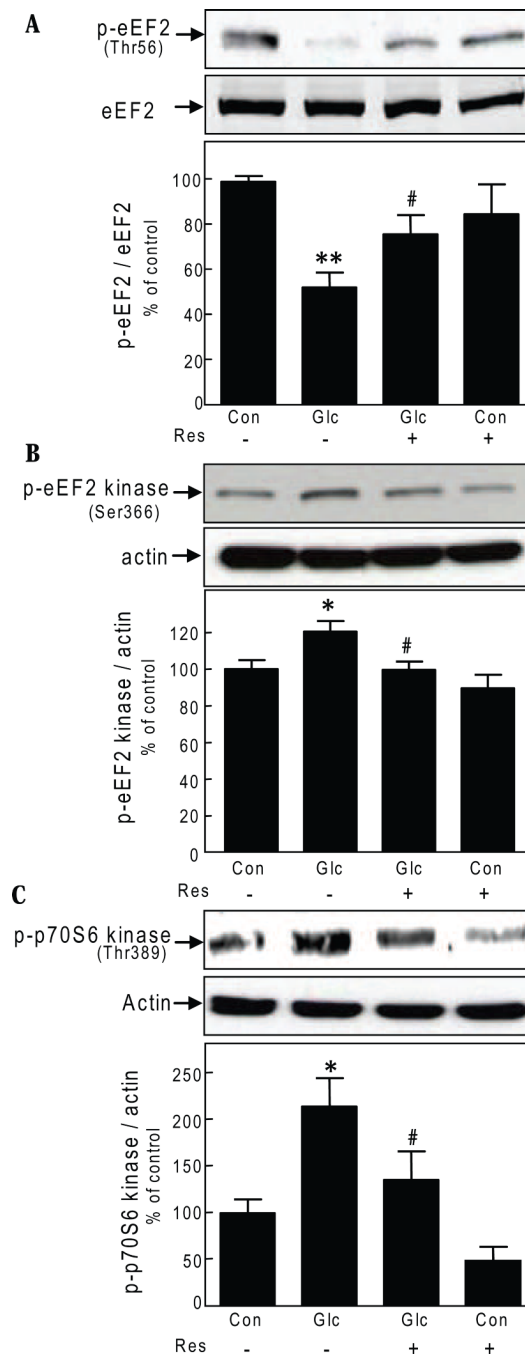 A
p-eEF2
(Thr56)
eEF2
100
80
60
40
20
0
p-eEF2 / eEF2
% of control
**
#
Con Glc Glc Con
Res - - + +
B
p-eEF2 kinase
(Ser366)
actin
120
100
80
60
40
20
0
p-eEF2 kinase / actin
% of control
*
#
Con Glc Glc Con
Res - - + +
C
p-p70S6 kinase
(Thr389)
Actin
250
200
150
100
50
0
p-p70S6 kinase / actin
% of control
*
#
Con Glc Glc Con
Res - - + +